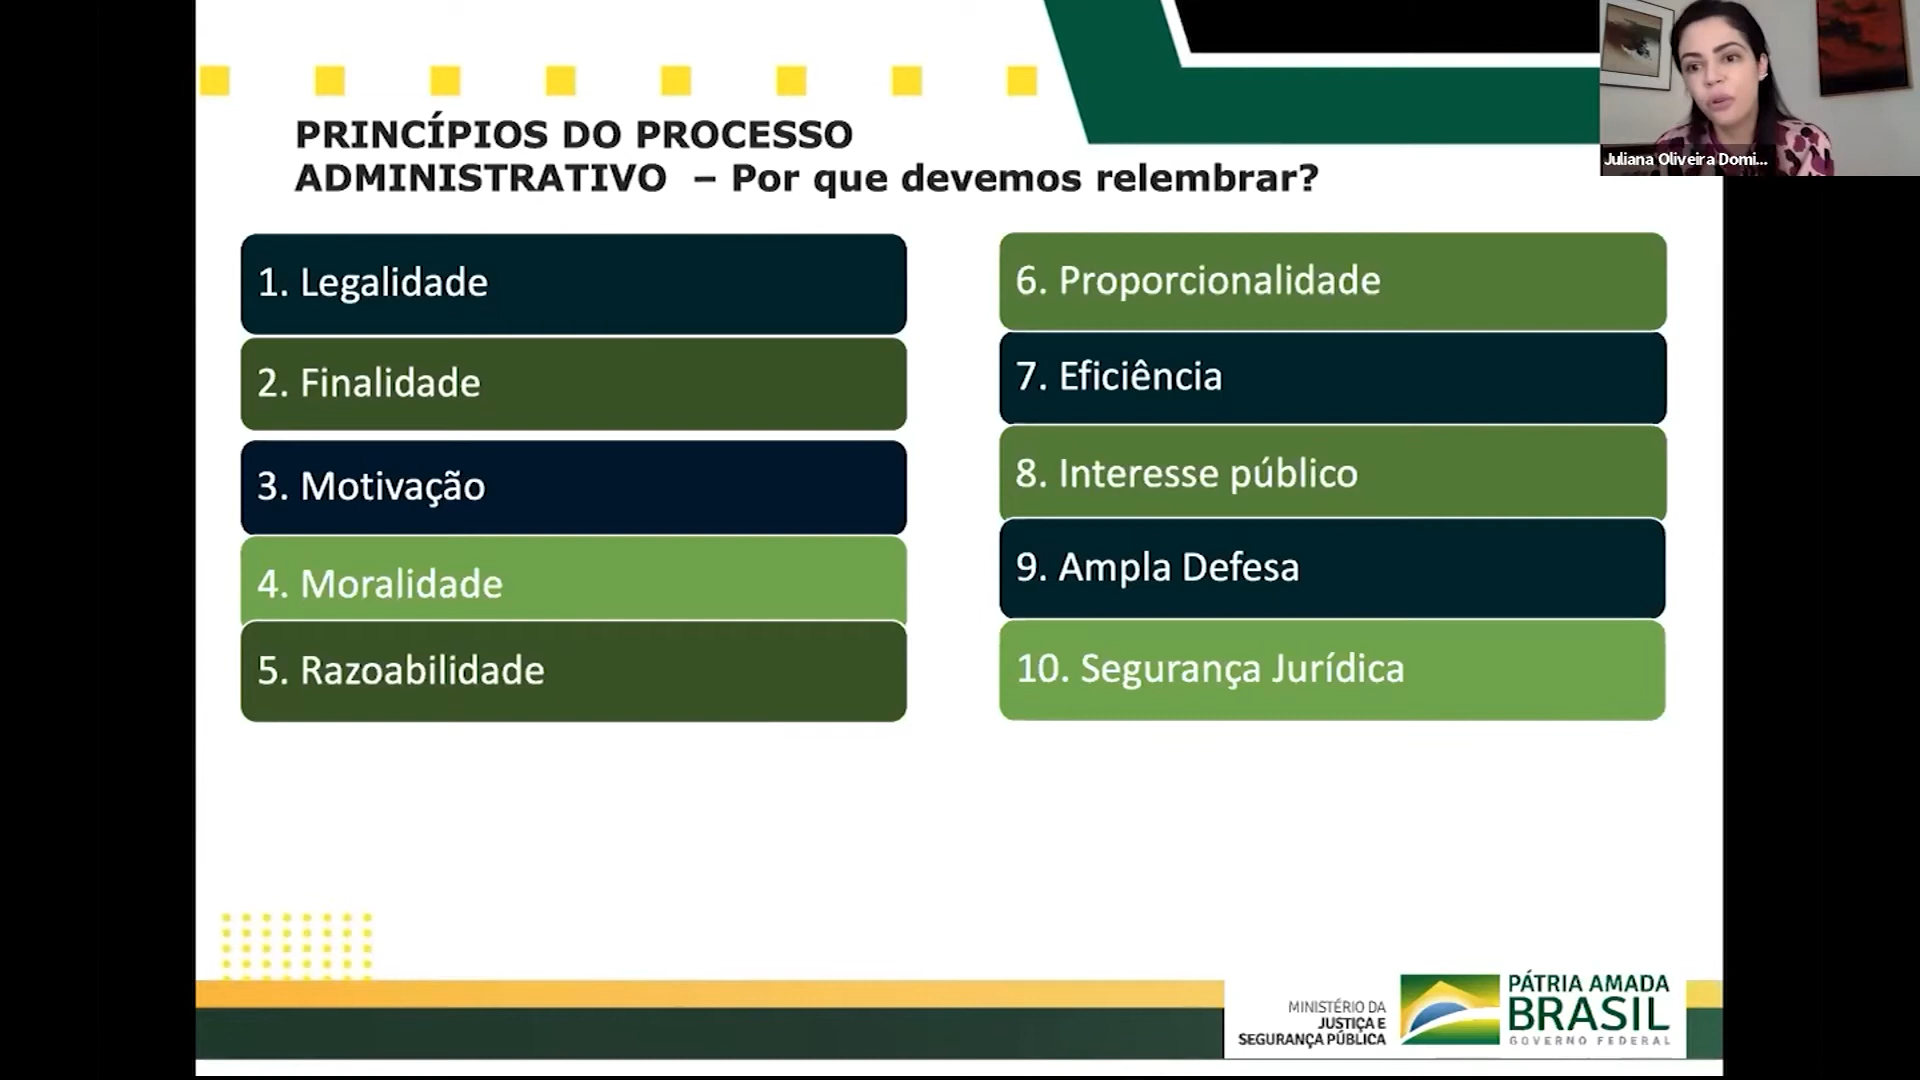 PRINCÍPIOS DO PROCESSO
ADMINISTRATIVO – Por que devemos relembrar?
1. Legalidade
2. Finalidade
3. Motivação
4. Moralidade
5. Razoabilidade
6. Proporcionalidade
7. Eficiência
8. Interesse público
9. Ampla Defesa
10. Segurança Jurídica
Juliana Oliveira Domi...
MINISTÉRIO DA
JUSTIÇA E
SEGURANÇA PÚBLICA
PÁTRIA AMADA
BRASIL
GOVERNO FEDERAL